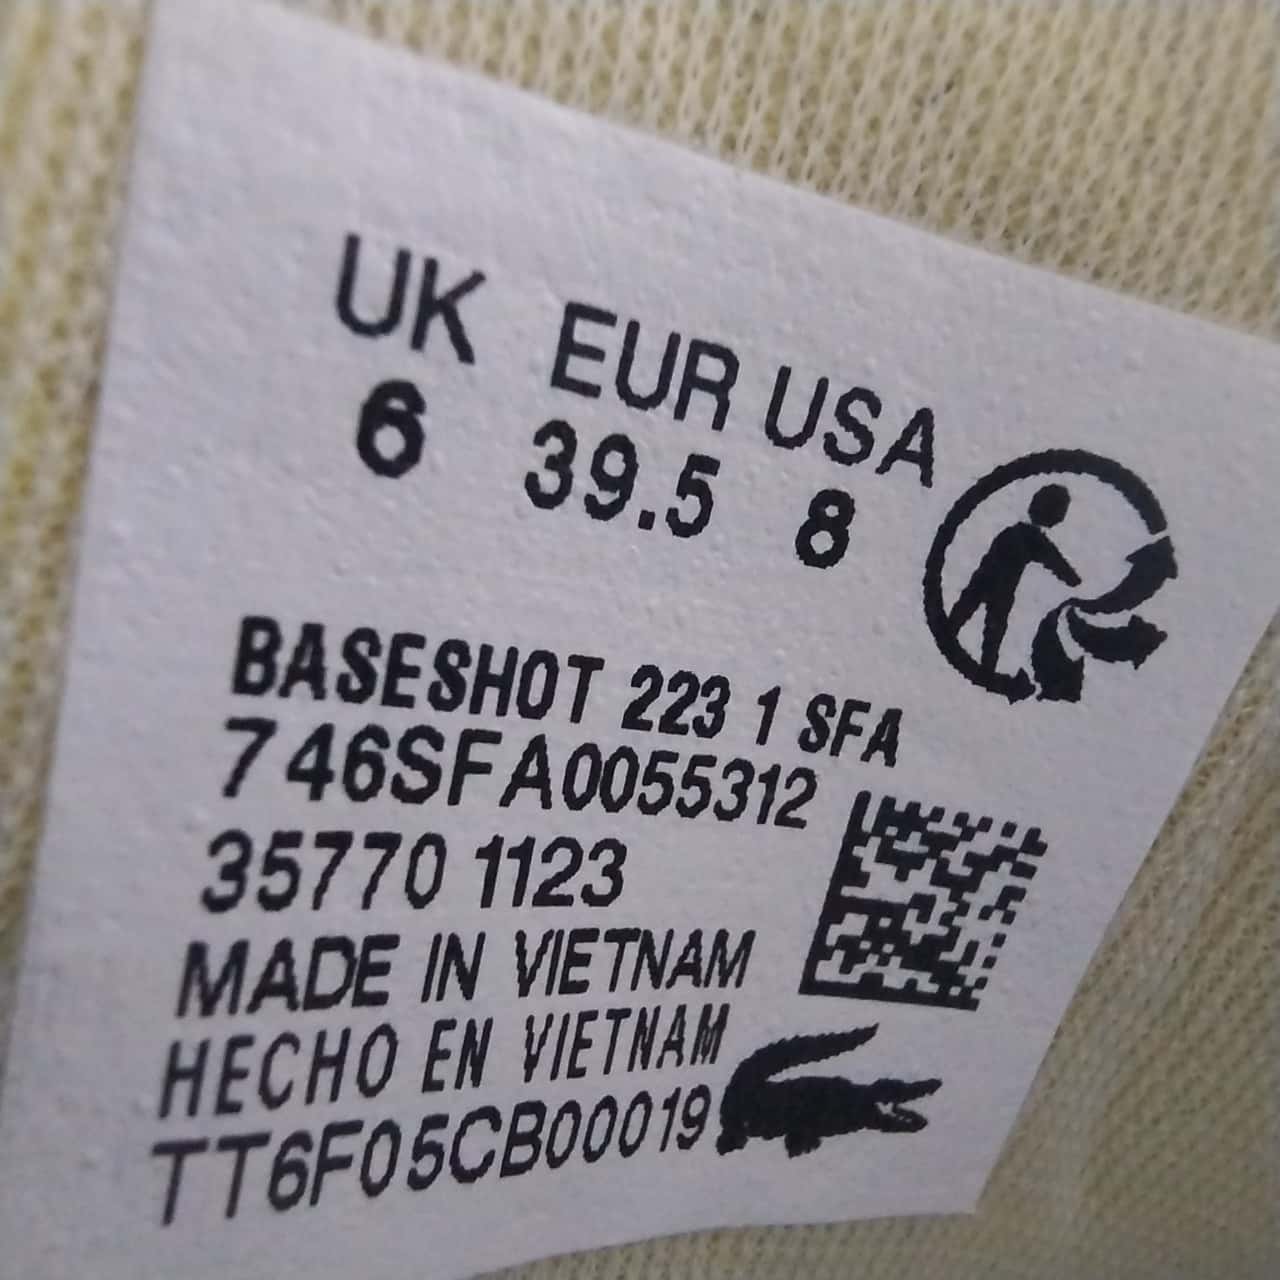 UK EUR USA
6 39.5 8
BASESHOT 223 1 SFA
746SFA0055312
35770 1123
MADE IN VIETNAM
HECHO EN VIETNAM
TT6F05CB00019